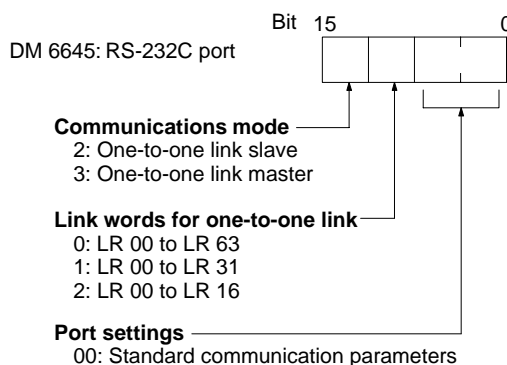 Bit 15 0
DM 6645: RS-232C port
Communications mode
2: One-to-one link slave
3: One-to-one link master
Link words for one-to-one link
0: LR 00 to LR 63
1: LR 00 to LR 31
2: LR 00 to LR 16
Port settings
00: Standard communication parameters